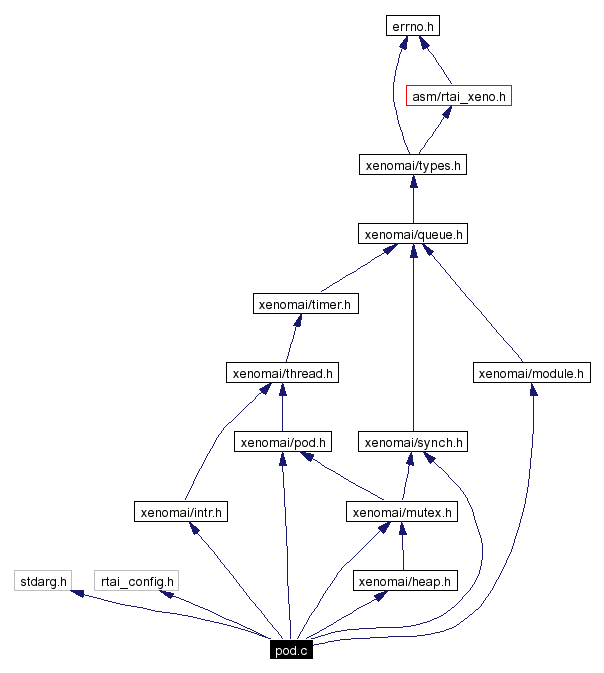 errno.h
asm/rtai_xeno.h
xenomai/types.h
xenomai/queue.h
xenomai/timer.h
xenomai/thread.h
xenomai/module.h
xenomai/pod.h
xenomai/synch.h
xenomai/intr.h
xenomai/mutex.h
stdarg.h
rtai_config.h
xenomai/heap.h
pod.c